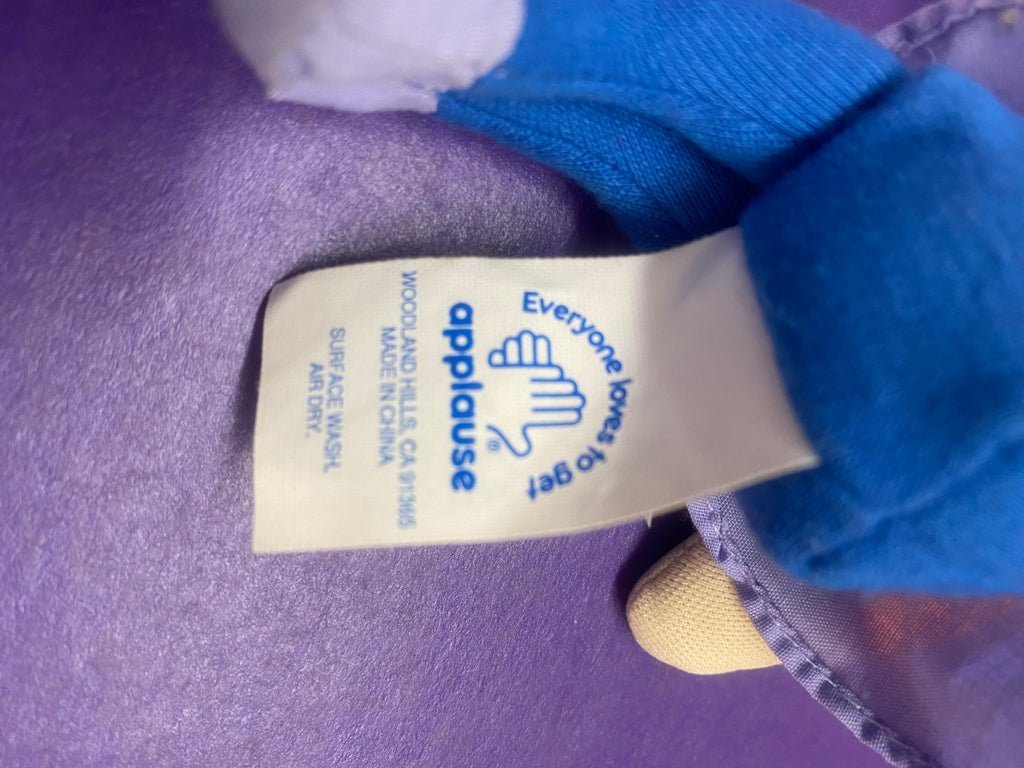 Everyone loves to get
®
applause
WOODLAND HILLS, CA 91365
MADE IN CHINA
SURFACE WASH.
AIR DRY.